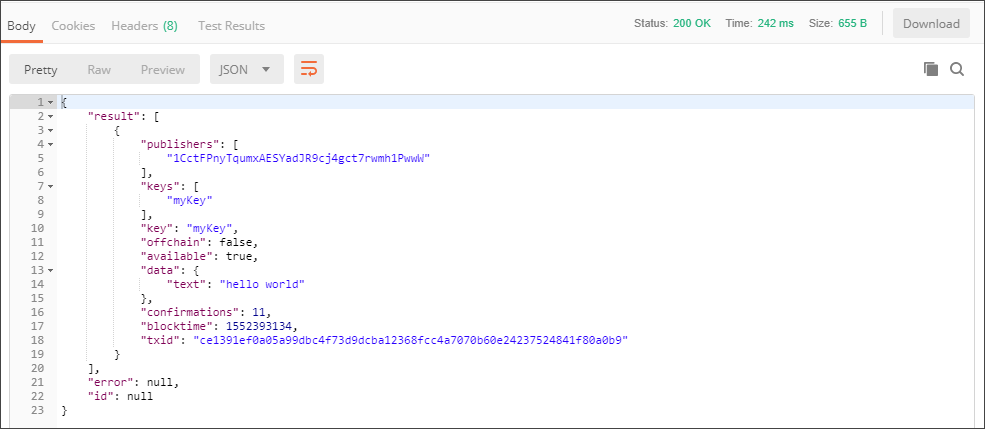 Body Cookies Headers (8) Test Results Status: 200 OK Time: 242 ms Size: 655 B Download
Pretty Raw Preview JSON
1 {
2 "result": [
3 {
4 "publishers": [
5 "1CctFPnyTqumxAESYadJR9cj4gct7rwmh1PwwW"
6 ],
7 "keys": [
8 "myKey"
9 ],
10 "key": "myKey",
11 "offchain": false,
12 "available": true,
13 "data": {
14 "text": "hello world"
15 },
16 "confirmations": 11,
17 "blocktime": 1552393134,
18 "txid": "ce1391ef0a05a99dbc4f73d9dcba12368fcc4a7070b60e24237524841f80a0b9"
19 }
20 ],
21 "error": null,
22 "id": null
23 }